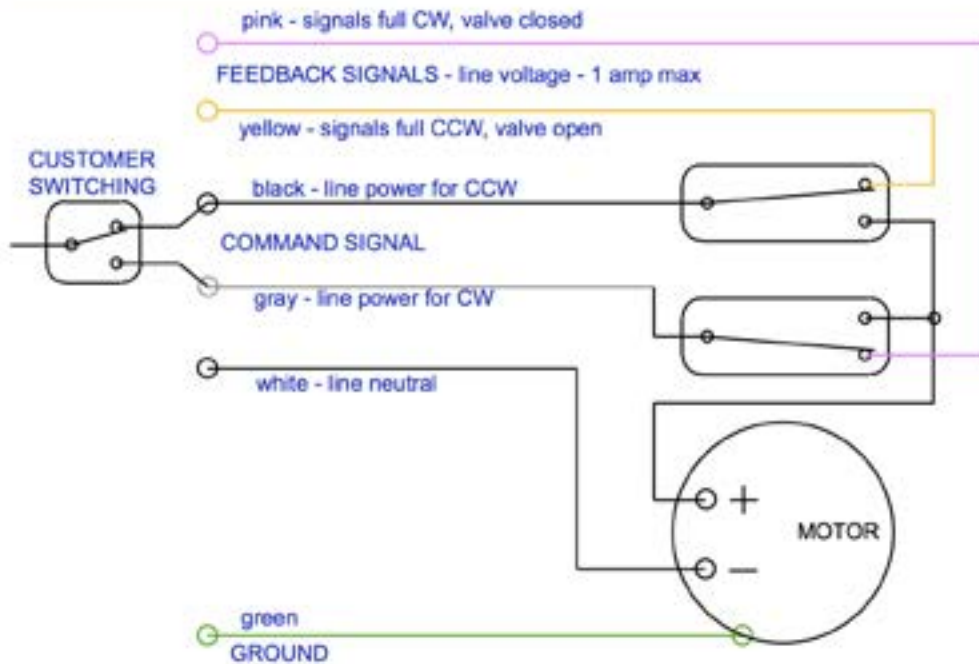 pink - signals full CW, valve closed
FEEDBACK SIGNALS - line voltage - 1 amp max
yellow - signals full CCW, valve open
CUSTOMER
SWITCHING
black - line power for CCW
COMMAND SIGNAL
gray - line power for CW
white - line neutral
+
MOTOR
—
green
GROUND